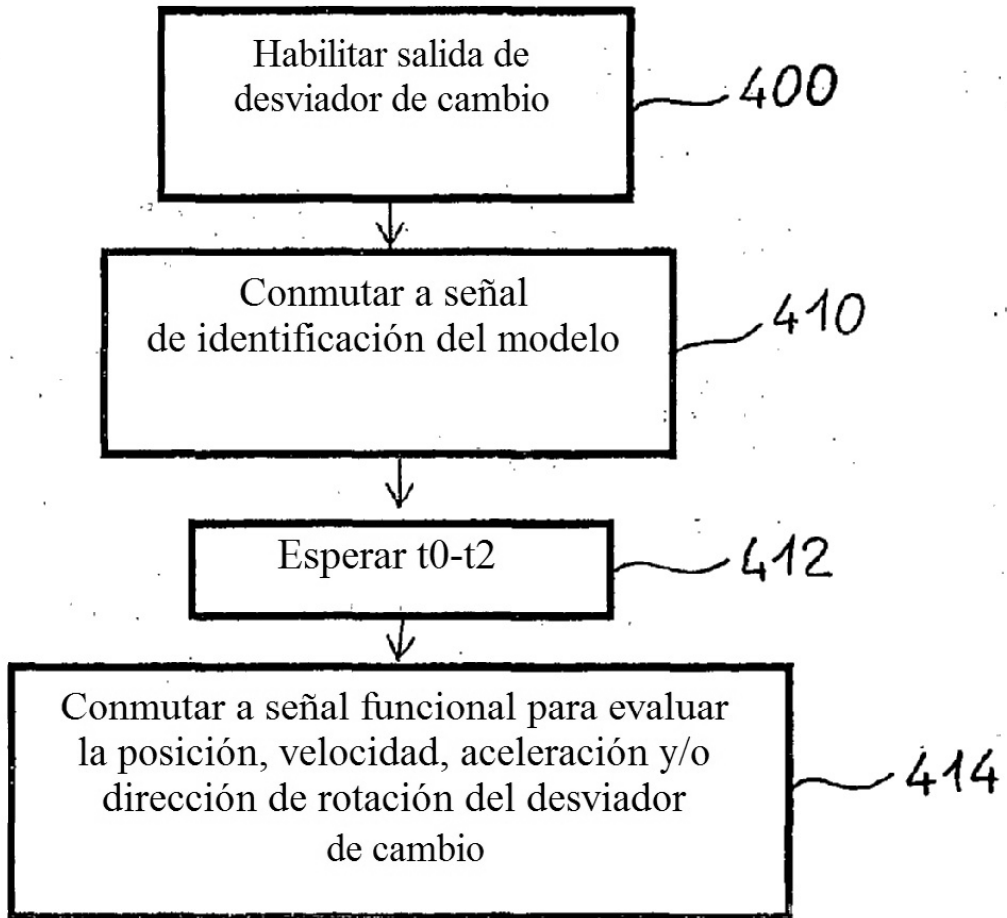 Habilitar salida de
desviador de cambio
400
Conmutar a señal
de identificación del modelo
410
Esperar t0-t2
412
Conmutar a señal funcional para evaluar
la posición, velocidad, aceleración y/o
dirección de rotación del desviador
de cambio
414